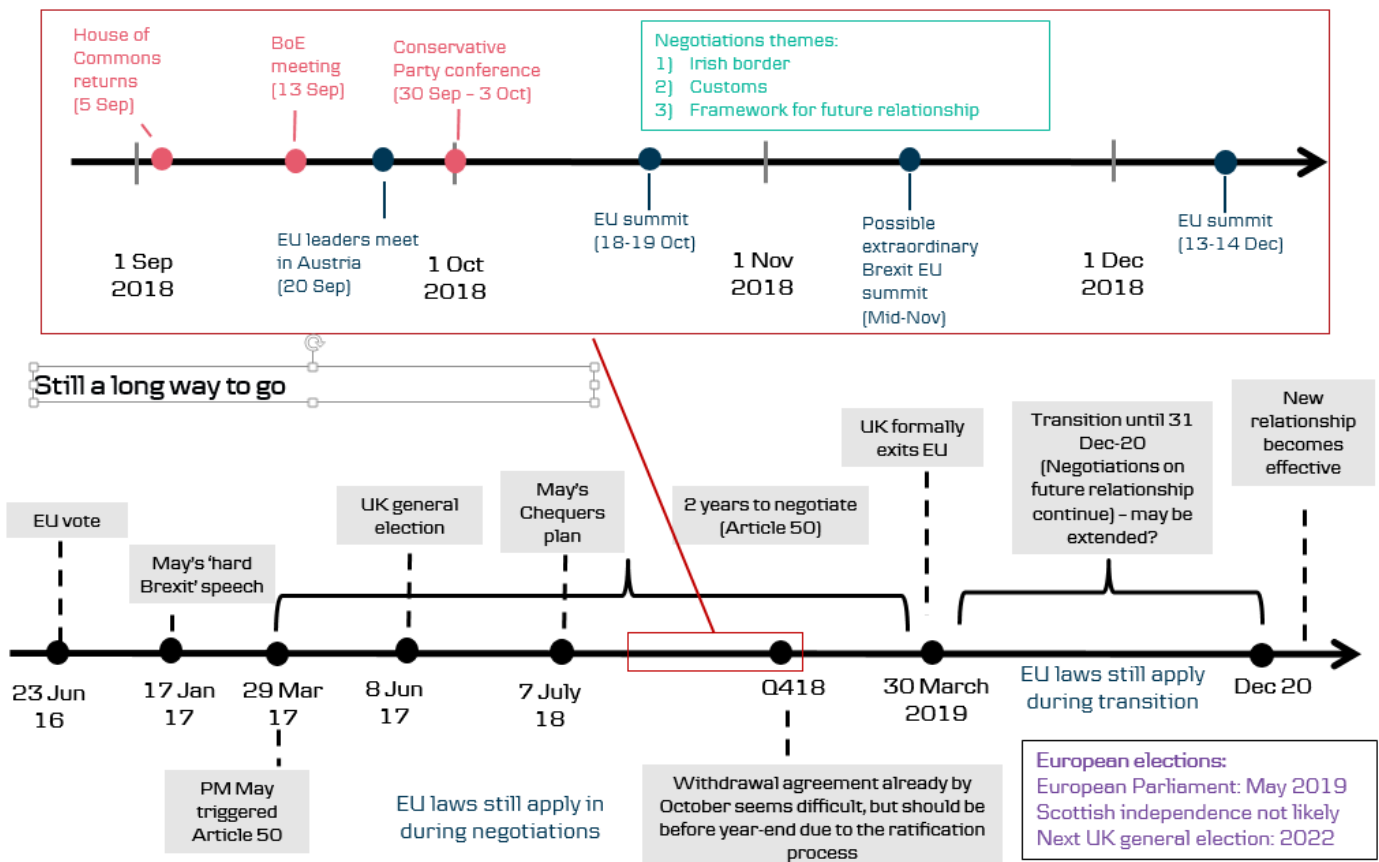 House of
Commons
returns
(5 Sep)
BoE
meeting
(13 Sep)
Conservative
Party conference
(30 Sep – 3 Oct)
Negotiations themes:
1) Irish border
2) Customs
3) Framework for future relationship
EU leaders meet
in Austria
(20 Sep)
EU summit
(18-19 Oct)
Possible
extraordinary
Brexit EU
summit
(Mid-Nov)
EU summit
(13-14 Dec)
1 Sep
2018
1 Oct
2018
1 Nov
2018
1 Dec
2018
Still a long way to go
EU vote
May's 'hard
Brexit' speech
UK general
election
May's
Chequers
plan
2 years to negotiate
(Article 50)
UK formally
exits EU
Transition until 31
Dec-20
(Negotiations on
future relationship
continue) – may be
extended?
New
relationship
becomes
effective
23 Jun
16
17 Jan
17
29 Mar
17
8 Jun
17
7 July
18
Q418
30 March
2019
EU laws still apply
during transition
Dec 20
PM May
triggered
Article 50
EU laws still apply in
during negotiations
Withdrawal agreement already by
October seems difficult, but should be
before year-end due to the ratification
process
European elections:
European Parliament: May 2019
Scottish independence not likely
Next UK general election: 2022